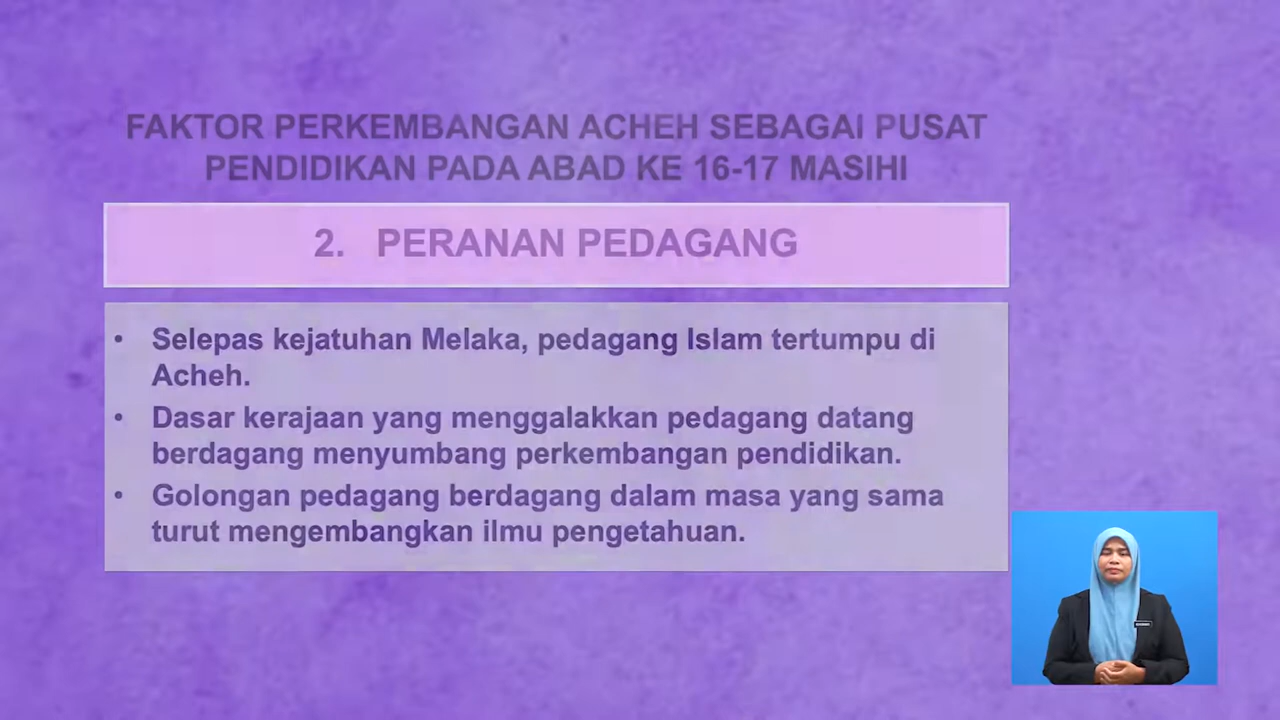 FAKTOR PERKEMBANGAN ACHEH SEBAGAI PUSAT
PENDIDIKAN PADA ABAD KE 16-17 MASIHI
2. PERANAN PEDAGANG
• Selepas kejatuhan Melaka, pedagang Islam tertumpu di
Acheh.
• Dasar kerajaan yang menggalakkan pedagang datang
berdagang menyumbang perkembangan pendidikan.
• Golongan pedagang berdagang dalam masa yang sama
turut mengembangkan ilmu pengetahuan.